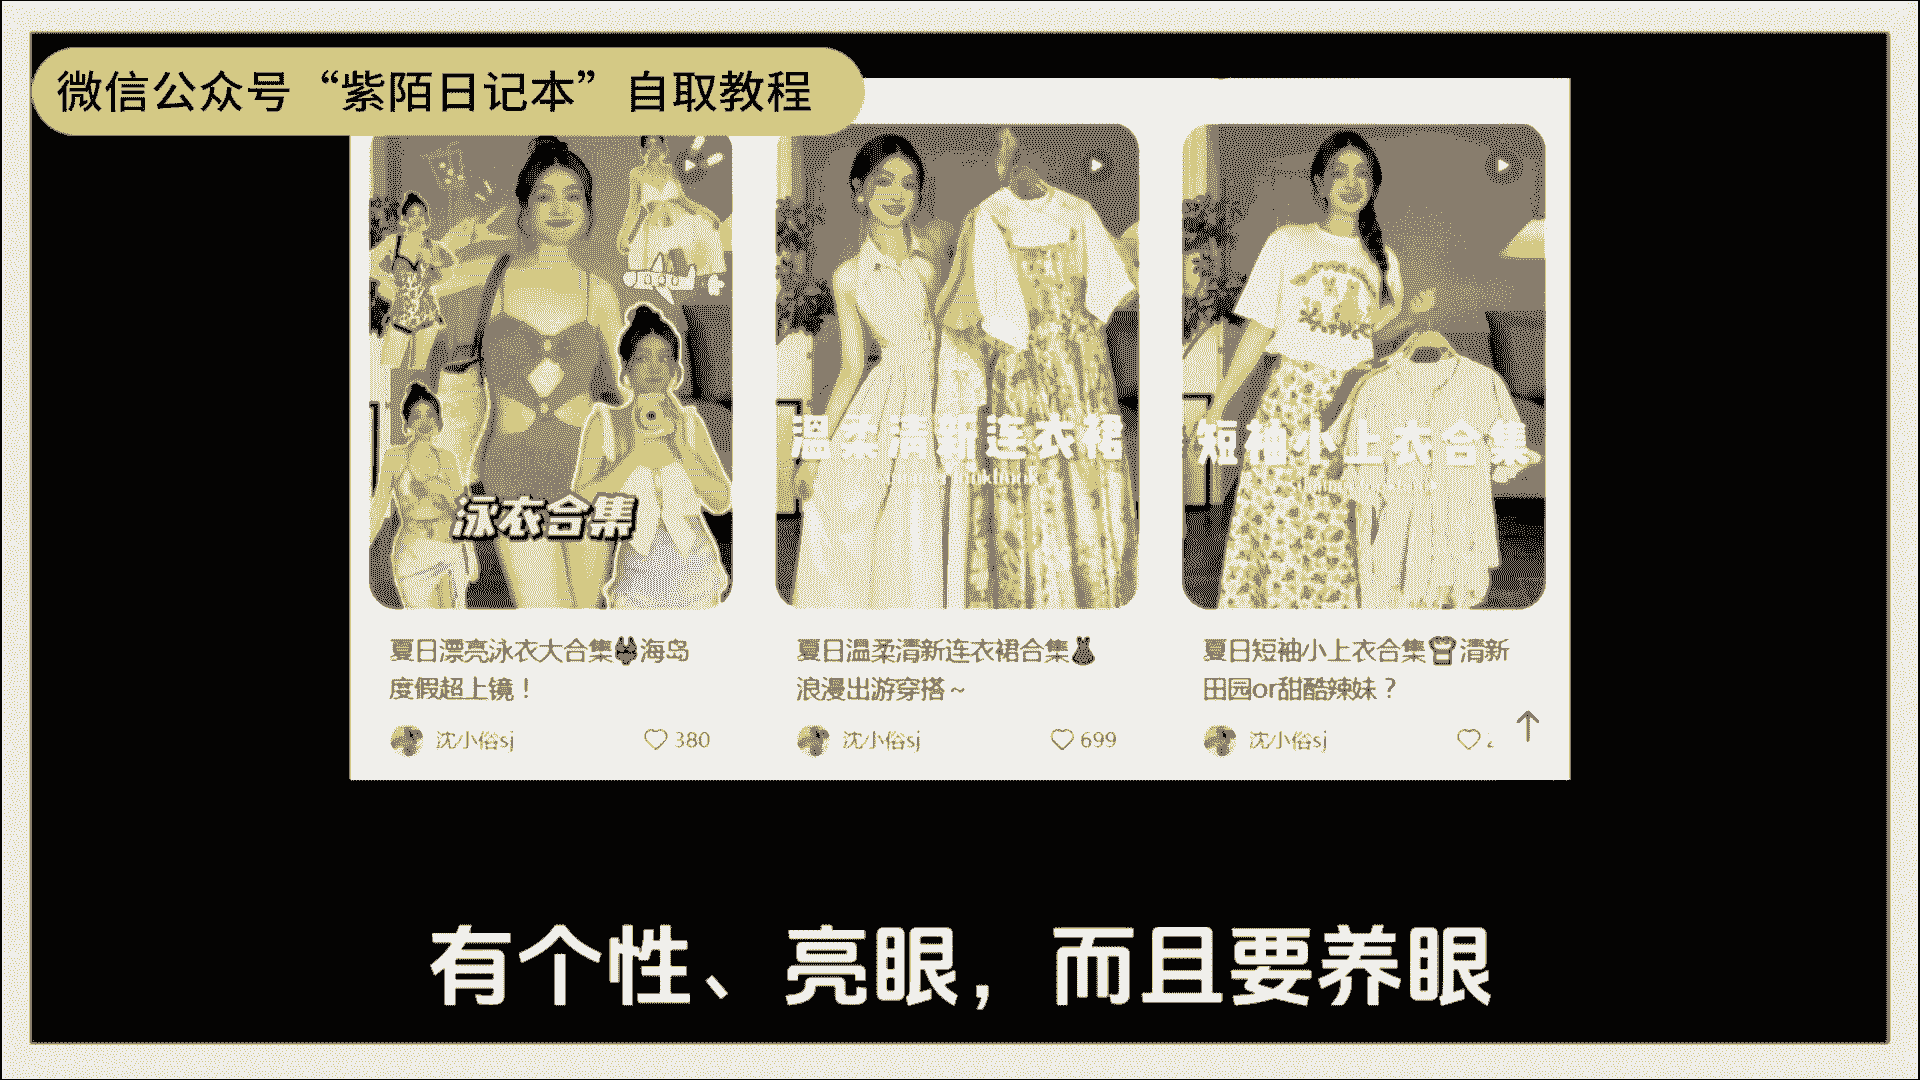 微信公众号“紫陌日记本”自取教程
泳衣合集
温柔清新连衣裙
短袖小上衣合集
夏日漂亮泳衣大合集👙海岛
度假超上镜！
沈小俗sj
380
夏日温柔清新连衣裙合集👗
浪漫出游穿搭～
沈小俗sj
699
夏日短袖小上衣合集👚清新
田园or甜酷辣妹？
沈小俗sj
有个性、亮眼，而且要养眼